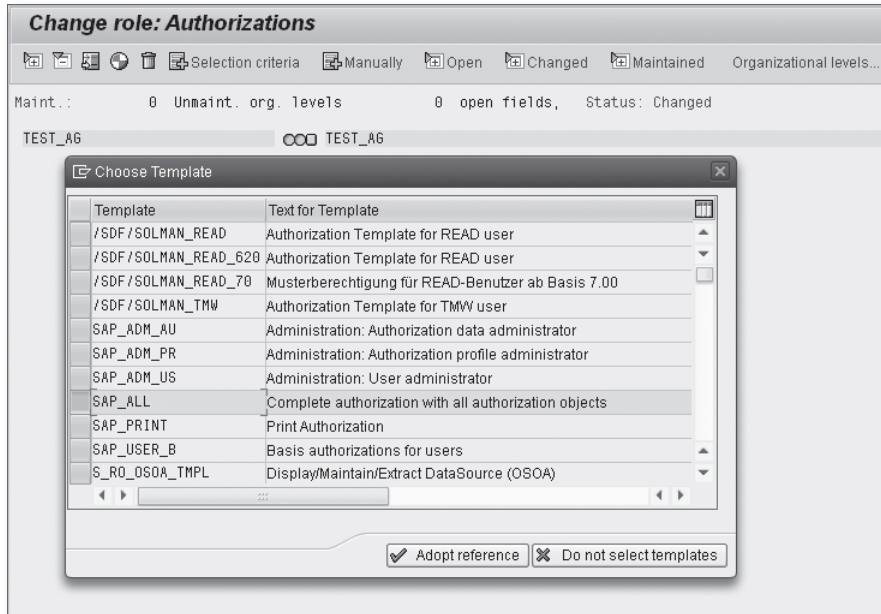 Change role: Authorizations
Selection criteria Manually Open Changed Maintained Organizational levels...
Maint.: 0 Unmaint. org. levels 0 open fields, Status: Changed
TEST_AG TEST_AG
Choose Template
Template Text for Template
/SDF/SOLMAN_READ Authorization Template for READ user
/SDF/SOLMAN_READ_620 Authorization Template for READ user
/SDF/SOLMAN_READ_70 Musterberechtigung für READ-Benutzer ab Basis 7.00
/SDF/SOLMAN_TMW Authorization Template for TMW user
SAP_ADM_AU Administration: Authorization data administrator
SAP_ADM_PR Administration: Authorization profile administrator
SAP_ADM_US Administration: User administrator
SAP_ALL Complete authorization with all authorization objects
SAP_PRINT Print Authorization
SAP_USER_B Basis authorizations for users
S_RO_OSOA_TMPL Display/Maintain/Extract DataSource (OSOA)
Adopt reference Do not select templates